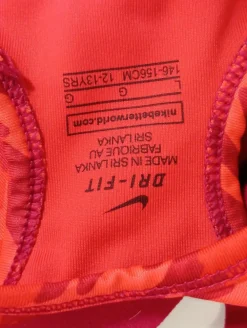 DRI-FIT
MADE IN SRI LANKA
FABRIQUE AU
SRI LANKA
nikebetterworld.com
G G
L 146-156CM 12-13YRS